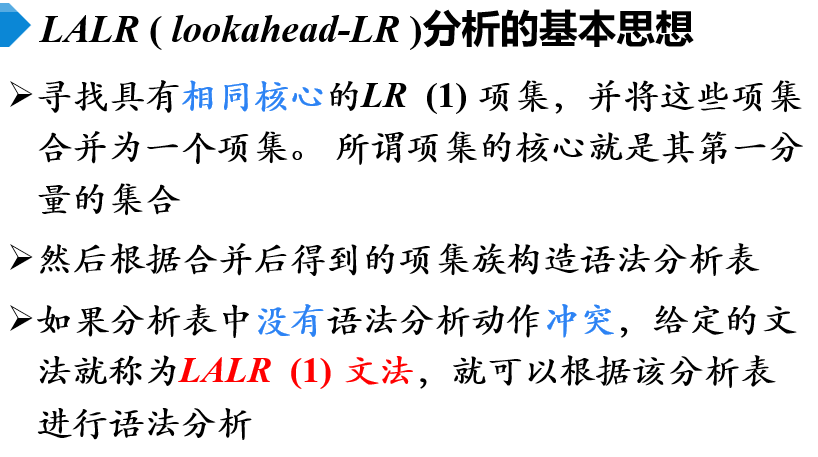 LALR ( lookahead-LR )分析的基本思想
➢寻找具有相同核心的LR (1) 项集，并将这些项集
合并为一个项集。 所谓项集的核心就是其第一分
量的集合
➢然后根据合并后得到的项集族构造语法分析表
➢如果分析表中没有语法分析动作冲突，给定的文
法就称为LALR (1) 文法，就可以根据该分析表
进行语法分析